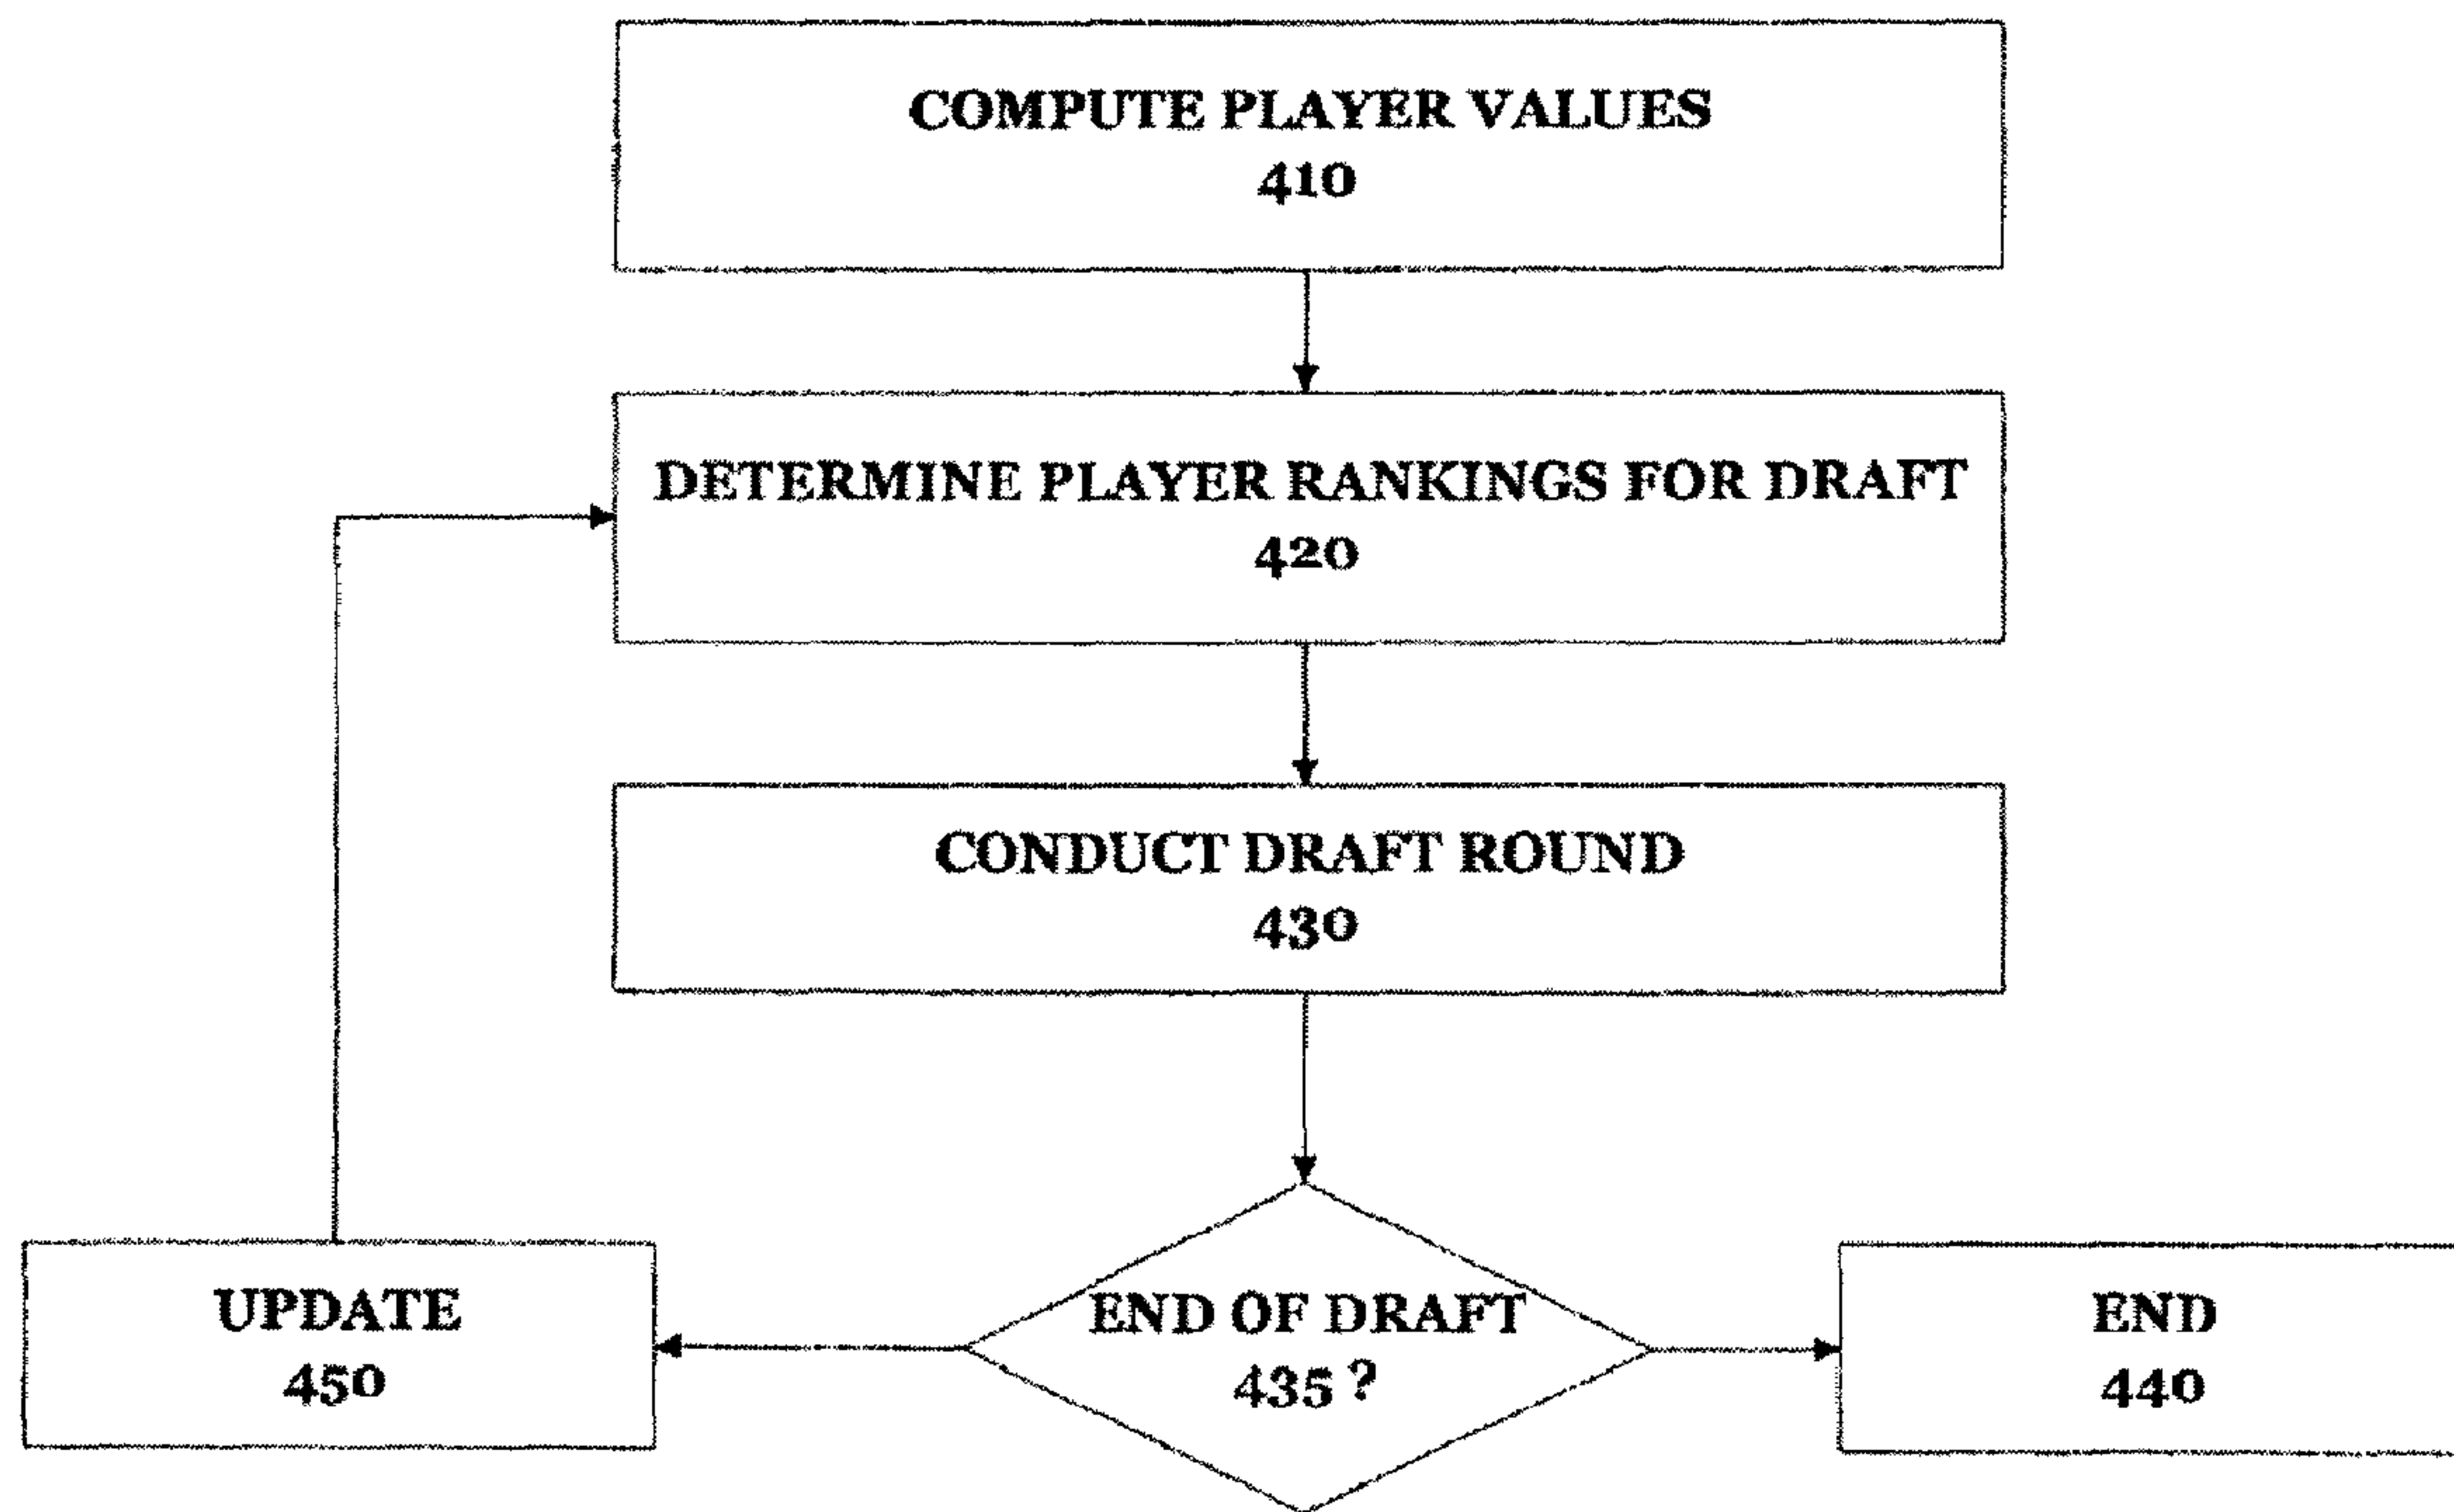 COMPUTE PLAYER VALUES
410
DETERMINE PLAYER RANKINGS FOR DRAFT
420
CONDUCT DRAFT ROUND
430
UPDATE
450
END OF DRAFT
435 ?
END
440